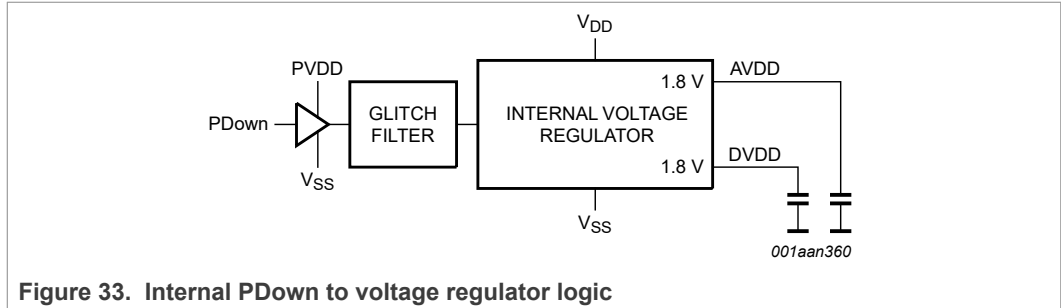 VDD
PVDD
1.8 V
AVDD
PDown
GLITCH
FILTER
INTERNAL VOLTAGE
REGULATOR
1.8 V
DVDD
VSS
VSS
001aan360
Figure 33. Internal PDown to voltage regulator logic